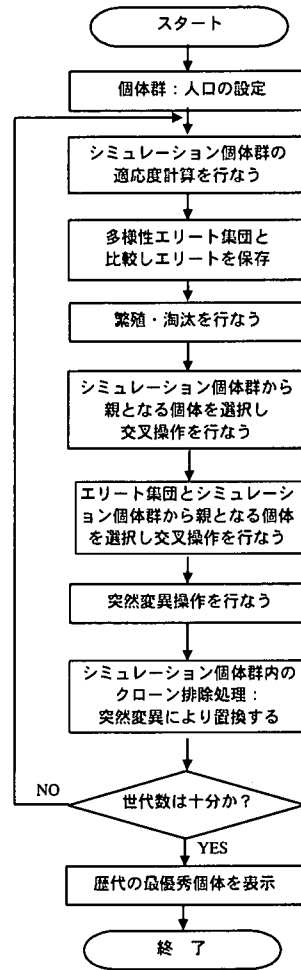 スタート
個体群：人口の設定
シミュレーション個体群の
適応度計算を行なう
多様性エリート集団と
比較しエリートを保存
繁殖・淘汰を行なう
シミュレーション個体群から
親となる個体を選択し
交叉操作を行なう
エリート集団とシミュレーシ
ョン個体群から親となる個体
を選択し交叉操作を行なう
突然変異操作を行なう
シミュレーション個体群内の
クローン排除処理：
突然変異により置換する
NO
世代数は十分か？
YES
歴代の最優秀個体を表示
終 了